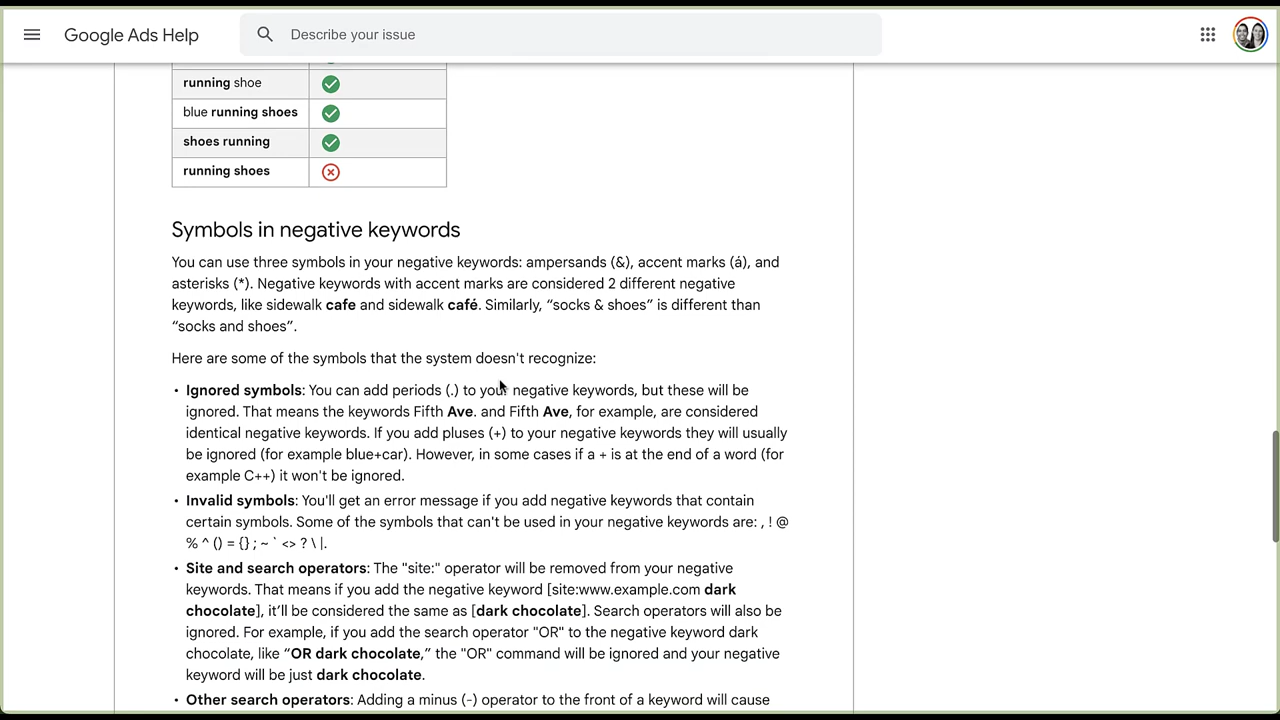 Google Ads Help
Describe your issue
running shoe
blue running shoes
shoes running
running shoes
Symbols in negative keywords
You can use three symbols in your negative keywords: ampersands (&), accent marks (á), and
asterisks (*). Negative keywords with accent marks are considered 2 different negative
keywords, like sidewalk cafe and sidewalk café. Similarly, “socks & shoes” is different than
“socks and shoes”.
Here are some of the symbols that the system doesn't recognize:
• Ignored symbols: You can add periods (.) to your negative keywords, but these will be
ignored. That means the keywords Fifth Ave. and Fifth Ave, for example, are considered
identical negative keywords. If you add pluses (+) to your negative keywords they will usually
be ignored (for example blue+car). However, in some cases if a + is at the end of a word (for
example C++) it won't be ignored.
• Invalid symbols: You'll get an error message if you add negative keywords that contain
certain symbols. Some of the symbols that can't be used in your negative keywords are: , ! @
% ^ () = {} ; ~ ` <> ? \ |.
• Site and search operators: The "site:" operator will be removed from your negative
keywords. That means if you add the negative keyword [site:www.example.com dark
chocolate], it’ll be considered the same as [dark chocolate]. Search operators will also be
ignored. For example, if you add the search operator "OR" to the negative keyword dark
chocolate, like “OR dark chocolate,” the "OR" command will be ignored and your negative
keyword will be just dark chocolate.
• Other search operators: Adding a minus (-) operator to the front of a keyword will cause